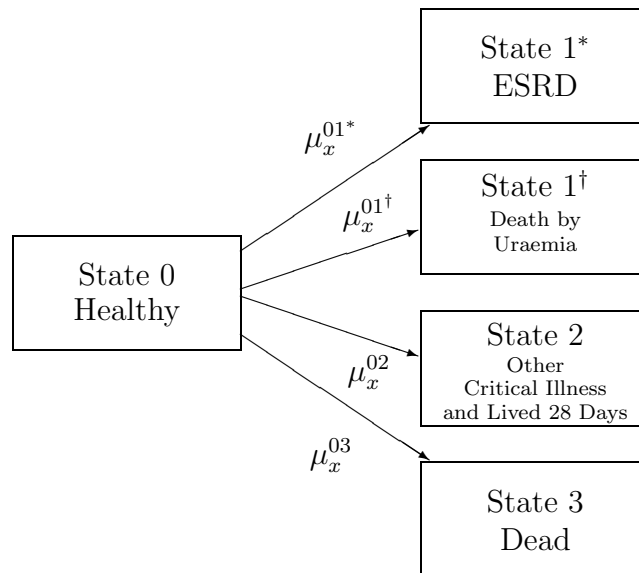 State 1*
ESRD
μ_x^{01*}
State 1†
Death by
Uraemia
μ_x^{01†}
State 0
Healthy
State 2
Other
Critical Illness
and Lived 28 Days
μ_x^{02}
μ_x^{03}
State 3
Dead